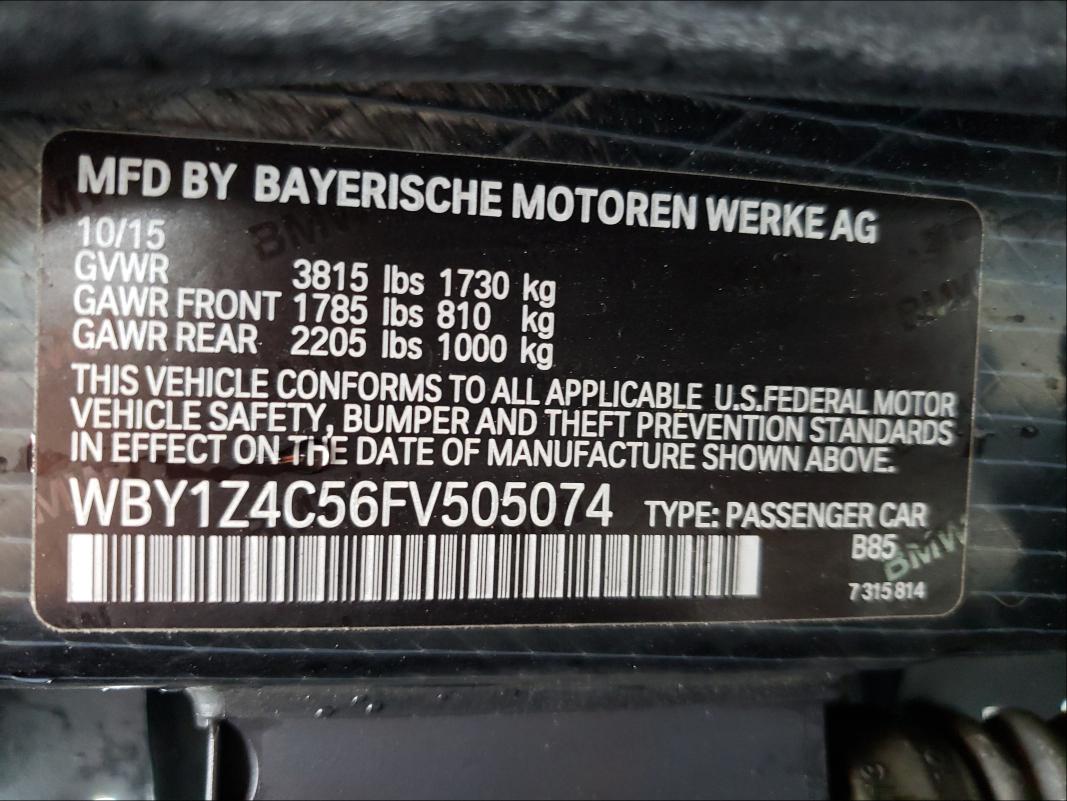 MFD BY BAYERISCHE MOTOREN WERKE AG
10/15
GVWR 3815 lbs 1730 kg
GAWR FRONT 1785 lbs 810 kg
GAWR REAR 2205 lbs 1000 kg
THIS VEHICLE CONFORMS TO ALL APPLICABLE U.S.FEDERAL MOTOR
VEHICLE SAFETY, BUMPER AND THEFT PREVENTION STANDARDS
IN EFFECT ON THE DATE OF MANUFACTURE SHOWN ABOVE.
WBY1Z4C56FV505074 TYPE: PASSENGER CAR
B85
BMW
7 315 814